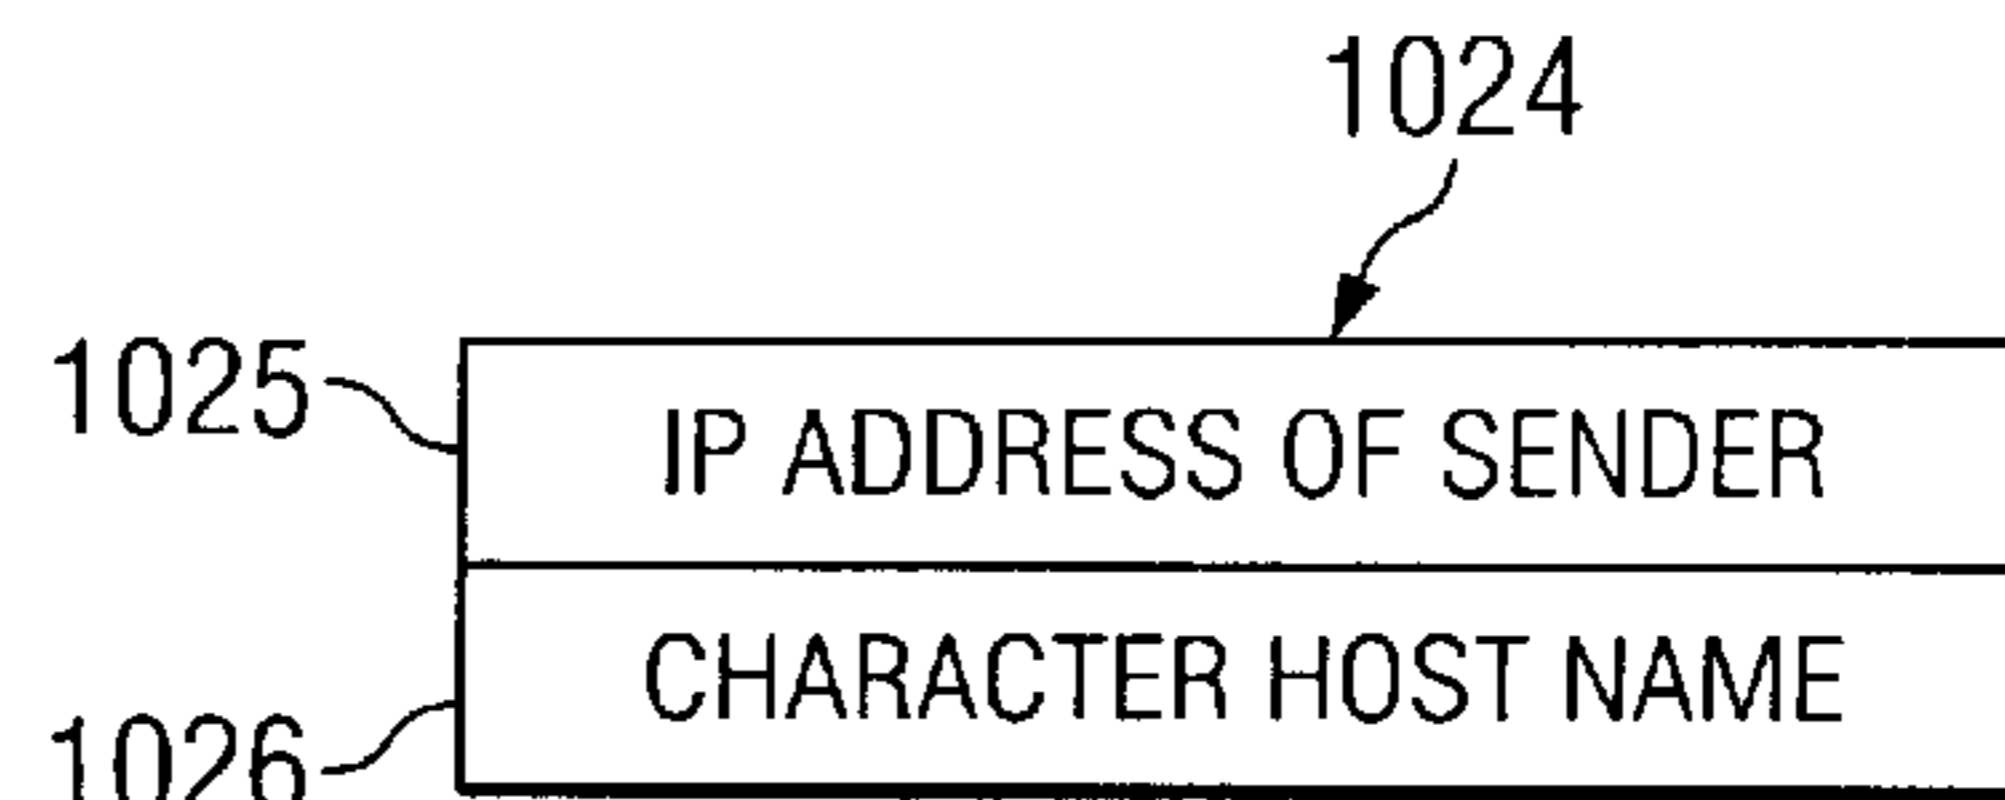 1024
1025
IP ADDRESS OF SENDER
CHARACTER HOST NAME
1026